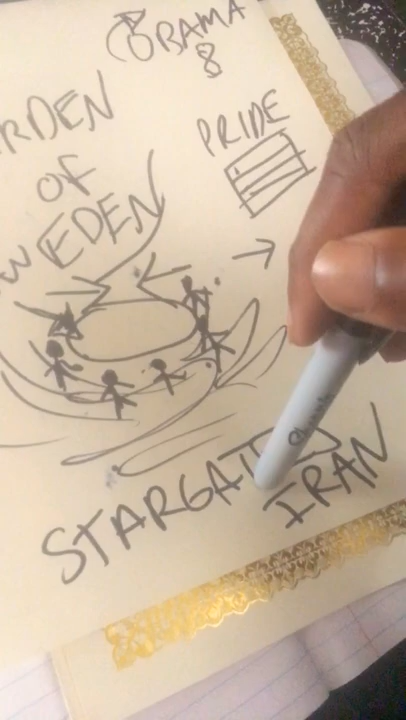 OBAMA
8
RDEN
OF
WEDEN
PRIDE
STARGAT
IRAN